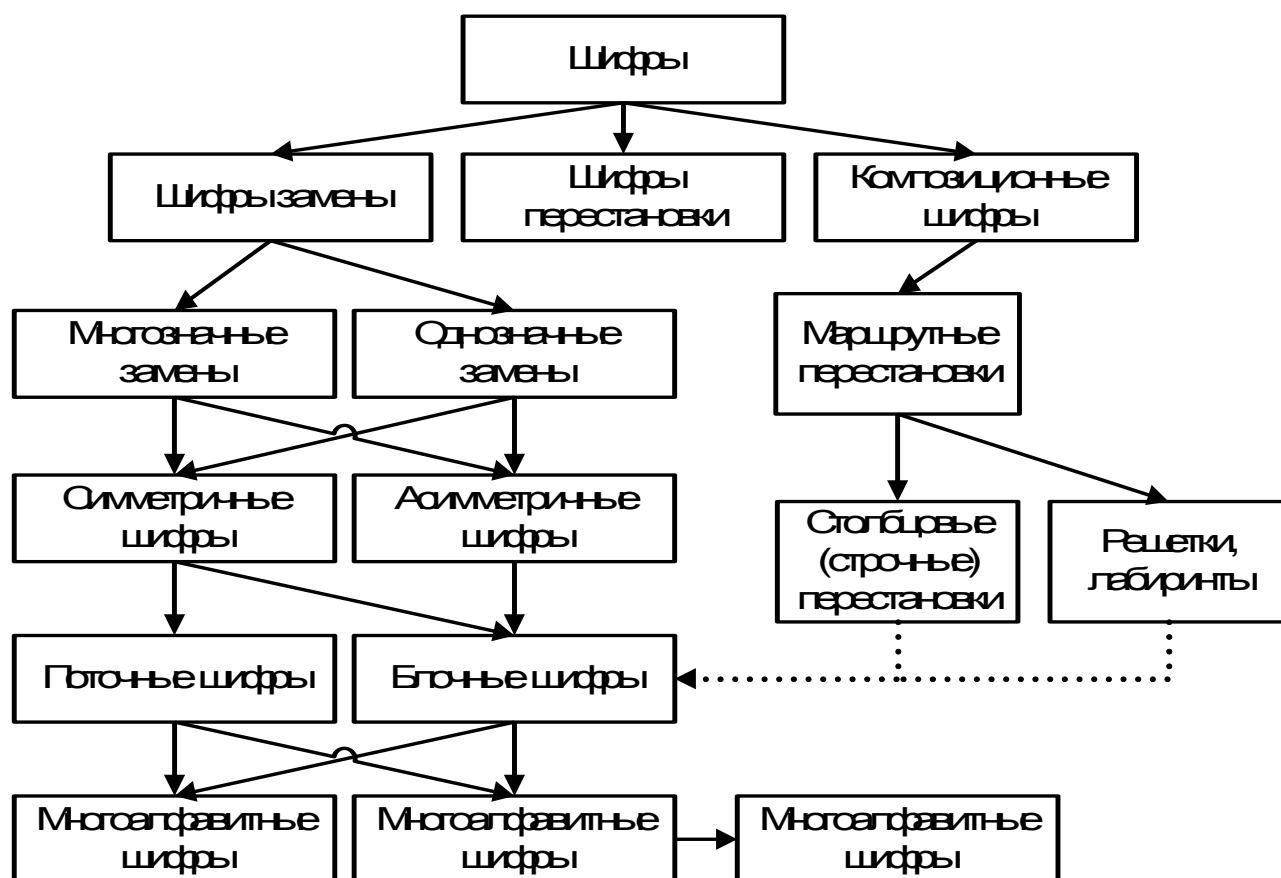 Шифры
Шифры замены
Шифры
перестановки
Композиционные
шифры
Многозначные
замены
Однозначные
замены
Маршрутные
перестановки
Симметричные
шифры
Асимметричные
шифры
Столбцовые
(строчные)
перестановки
Решетки,
лабиринты
Поточные шифры
Блочные шифры
Многоалфавитные
шифры
Многоалфавитные
шифры
Многоалфавитные
шифры